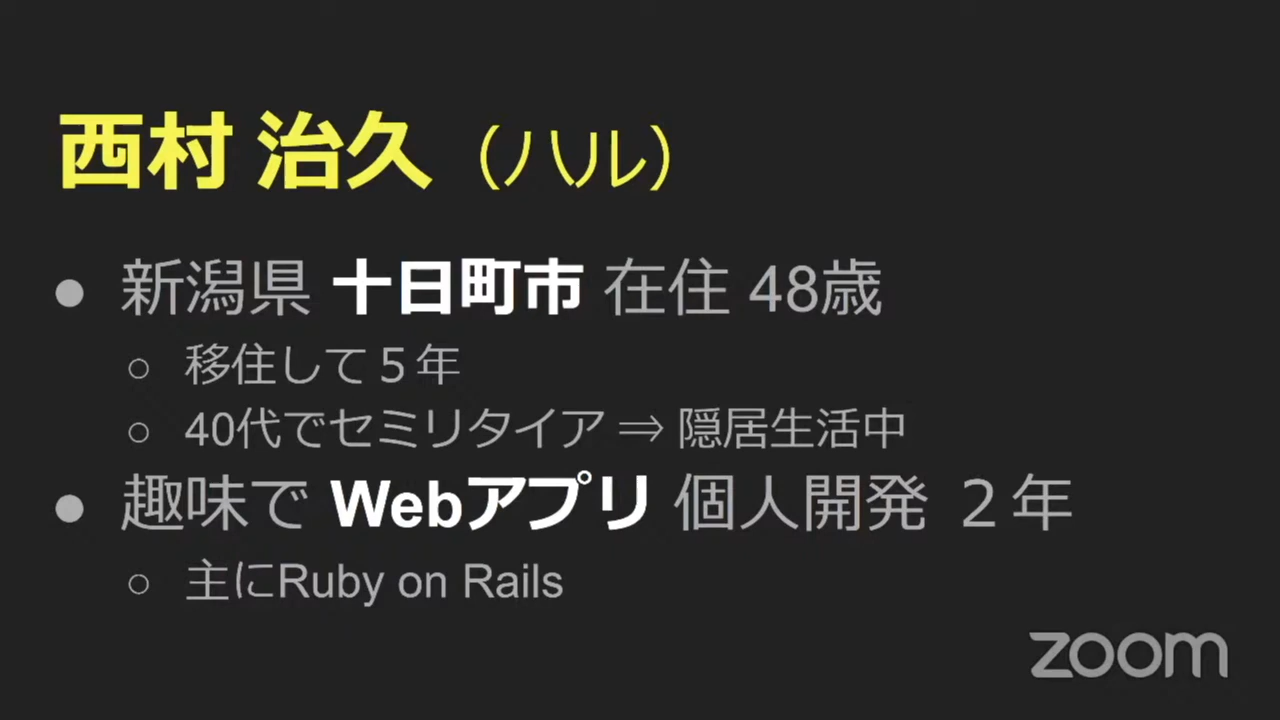 西村 治久（ハル）
● 新潟県 十日町市 在住 48歳
○ 移住して５年
○ 40代でセミリタイア ⇒ 隠居生活中
● 趣味で Webアプリ 個人開発 ２年
○ 主にRuby on Rails
zoom